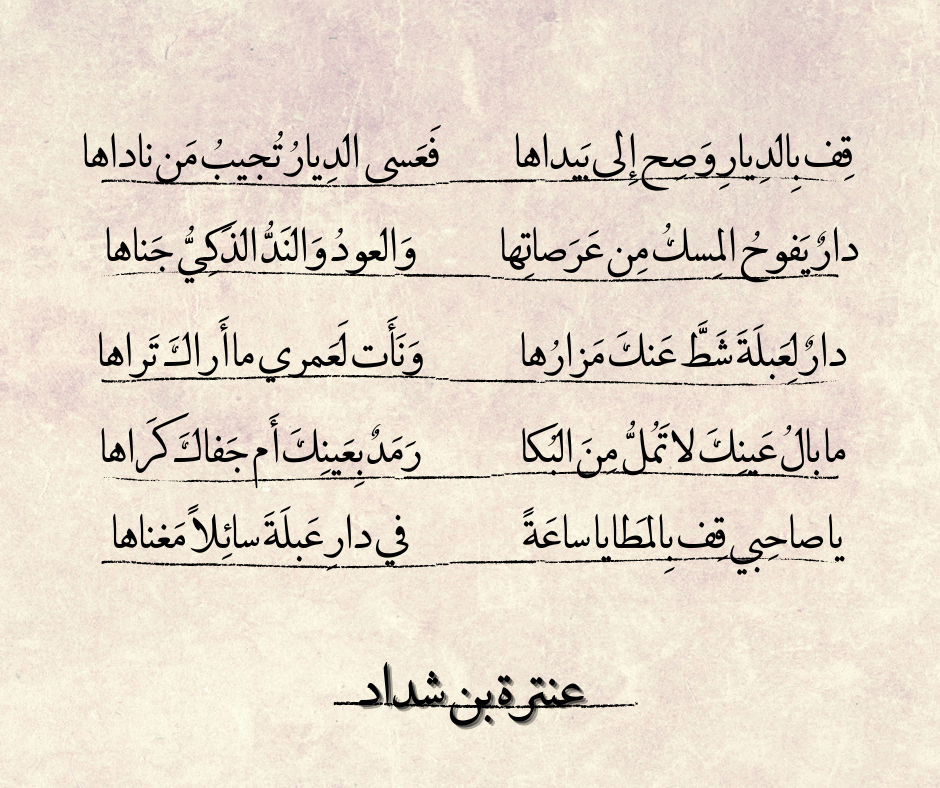 قِف بِالدِيارِ وَصِح إِلى بَيداها فَعَسى الدِيارُ تُجيبُ مَن ناداها
دارٌ يَفوحُ المِسكُ مِن عَرَصاتِها وَالعودُ وَالنَدُّ الذَكِيُّ جَناها
دارٌ لِعَبلَةَ شَطَّ عَنكَ مَزارُها وَنَأَت لَعَمري ما أَراكَ تَراها
ما بالُ عَينِكَ لا تَمُلُّ مِنَ البُكا رَمَدٌ بِعَينِكَ أَم جَفاكَ كَراها
يا صاحِبي قِف بِالمَطايا ساعَةً في دارِ عَبلَةَ سائِلاً مَغناها
عنترة بن شداد